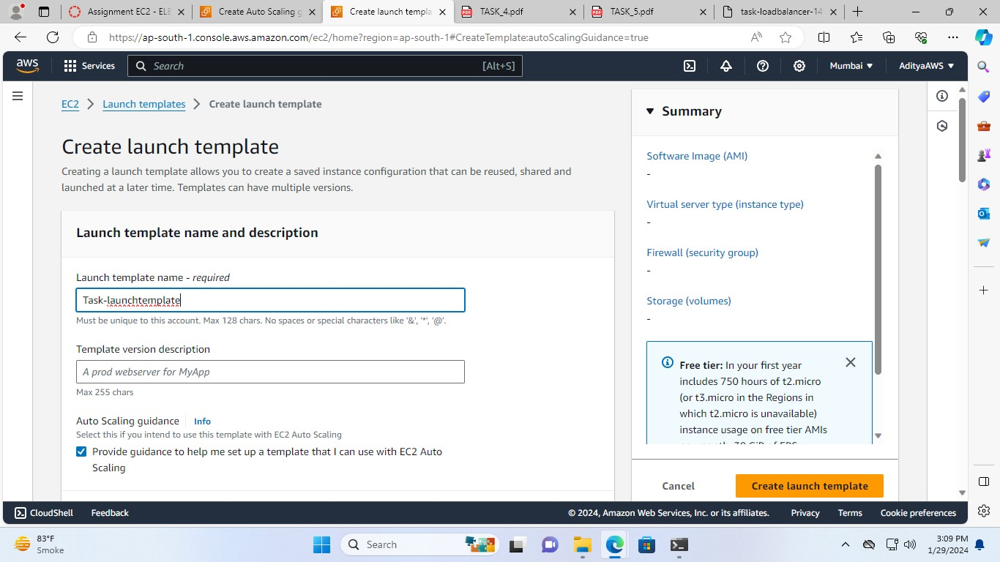 Assignment EC2 - ELB
Create Auto Scaling g
Create launch templa
TASK_4.pdf
TASK_5.pdf
task-loadbalancer-14
https://ap-south-1.console.aws.amazon.com/ec2/home?region=ap-south-1#CreateTemplate:autoScalingGuidance=true
aws
Services
Search
[Alt+S]
Mumbai
AdityaAWS
EC2
Launch templates
Create launch template
Create launch template
Creating a launch template allows you to create a saved instance configuration that can be reused, shared and
launched at a later time. Templates can have multiple versions.
Launch template name and description
Launch template name - required
Task-launchtemplate
Must be unique to this account. Max 128 chars. No spaces or special characters like '&', '*', '@'.
Template version description
A prod webserver for MyApp
Max 255 chars
Auto Scaling guidance
Info
Select this if you intend to use this template with EC2 Auto Scaling
Provide guidance to help me set up a template that I can use with EC2 Auto
Scaling
Summary
Software Image (AMI)
-
Virtual server type (instance type)
-
Firewall (security group)
-
Storage (volumes)
-
Free tier: In your first year
includes 750 hours of t2.micro
(or t3.micro in the Regions in
which t2.micro is unavailable)
instance usage on free tier AMIs
Cancel
Create launch template
CloudShell
Feedback
© 2024, Amazon Web Services, Inc. or its affiliates.
Privacy
Terms
Cookie preferences
83°F
Smoke
Search
3:09 PM
1/29/2024